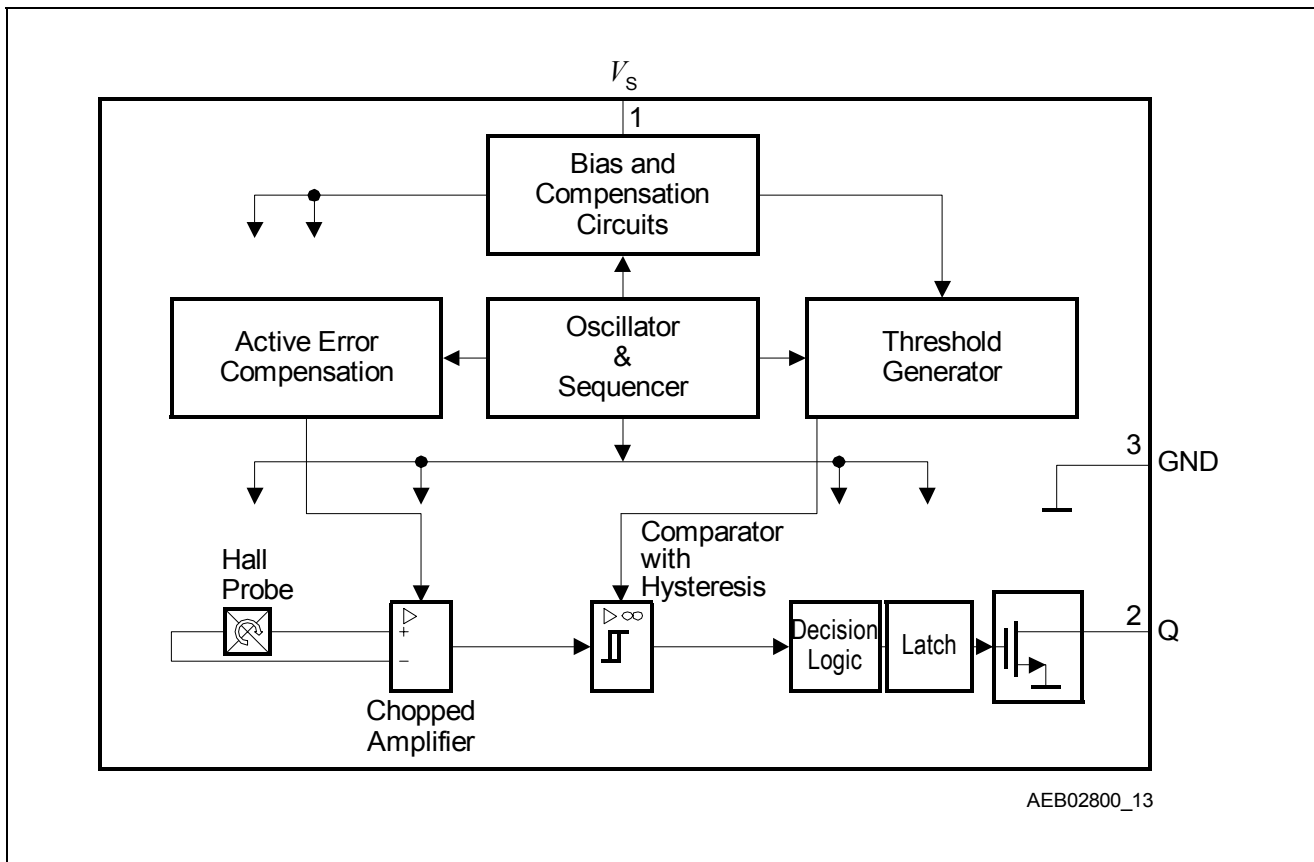 VS
1
Bias and
Compensation
Circuits
Active Error
Compensation
Oscillator
&
Sequencer
Threshold
Generator
3
GND
Comparator
with
Hysteresis
Hall
Probe
▷
+
−
▷ ∞
Decision
Logic
Latch
2
Q
Chopped
Amplifier
AEB02800_13